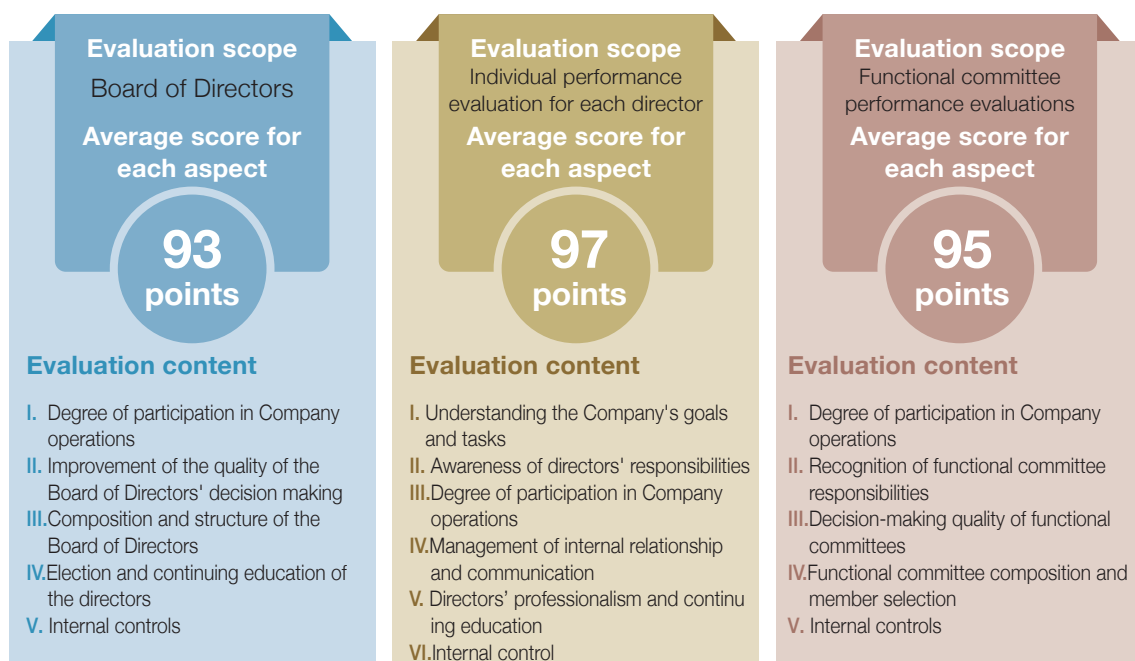 Evaluation scope
Board of Directors
Average score for
each aspect
93
points
Evaluation content
I. Degree of participation in Company
operations
II. Improvement of the quality of the
Board of Directors' decision making
III.Composition and structure of the
Board of Directors
IV.Election and continuing education of
the directors
V. Internal controls
Evaluation scope
Individual performance
evaluation for each director
Average score for
each aspect
97
points
Evaluation content
I. Understanding the Company's goals
and tasks
II. Awareness of directors' responsibilities
III.Degree of participation in Company
operations
IV.Management of internal relationship
and communication
V. Directors’ professionalism and continu
ing education
VI.Internal control
Evaluation scope
Functional committee
performance evaluations
Average score for
each aspect
95
points
Evaluation content
I. Degree of participation in Company
operations
II. Recognition of functional committee
responsibilities
III.Decision-making quality of functional
committees
IV.Functional committee composition and
member selection
V. Internal controls